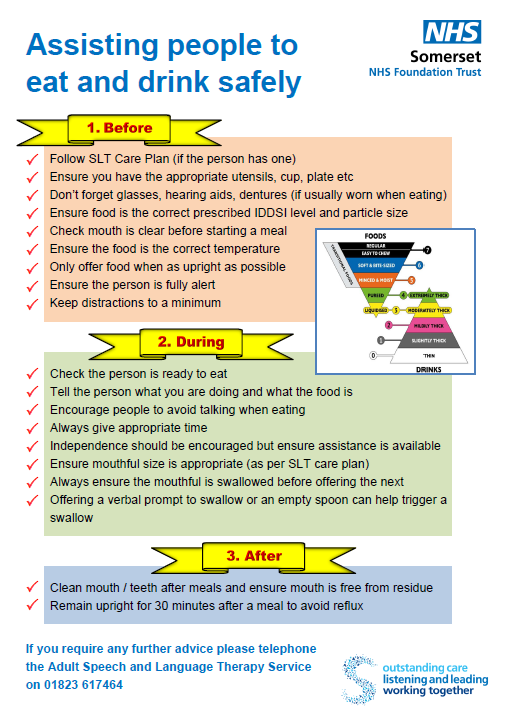 Assisting people to
eat and drink safely
NHS
Somerset
NHS Foundation Trust
1. Before
Follow SLT Care Plan (if the person has one)
Ensure you have the appropriate utensils, cup, plate etc
Don't forget glasses, hearing aids, dentures (if usually worn when eating)
Ensure food is the correct prescribed IDDSI level and particle size
Check mouth is clear before starting a meal
Ensure the food is the correct temperature
Only offer food when as upright as possible
Ensure the person is fully alert
Keep distractions to a minimum
FOODS
TRANSITIONAL FOODS
REGULAR
EASY TO CHEW
7
SOFT & BITE-SIZED
6
MINCED & MOIST
5
PUREED
4
EXTREMELY THICK
LIQUIDISED
3
MODERATELY THICK
2
MILDLY THICK
1
SLIGHTLY THICK
0
THIN
DRINKS
2. During
Check the person is ready to eat
Tell the person what you are doing and what the food is
Encourage people to avoid talking when eating
Always give appropriate time
Independence should be encouraged but ensure assistance is available
Ensure mouthful size is appropriate (as per SLT care plan)
Always ensure the mouthful is swallowed before offering the next
Offering a verbal prompt to swallow or an empty spoon can help trigger a
swallow
3. After
Clean mouth / teeth after meals and ensure mouth is free from residue
Remain upright for 30 minutes after a meal to avoid reflux
If you require any further advice please telephone
the Adult Speech and Language Therapy Service
on 01823 617464
outstanding care
listening and leading
working together